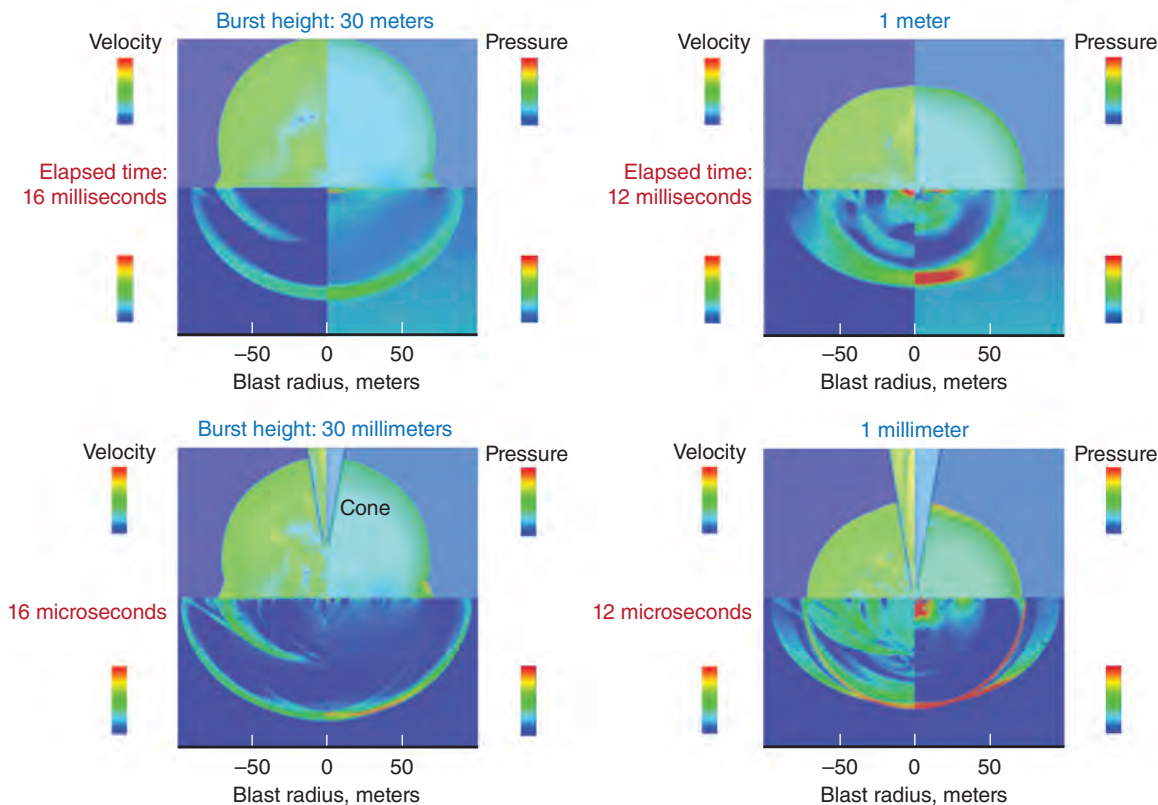 Burst height: 30 meters
Velocity
Pressure
Elapsed time:
16 milliseconds
–50
0
50
Blast radius, meters
1 meter
Velocity
Pressure
Elapsed time:
12 milliseconds
–50
0
50
Blast radius, meters
Burst height: 30 millimeters
Velocity
Pressure
Cone
16 microseconds
–50
0
50
Blast radius, meters
1 millimeter
Velocity
Pressure
12 microseconds
–50
0
50
Blast radius, meters